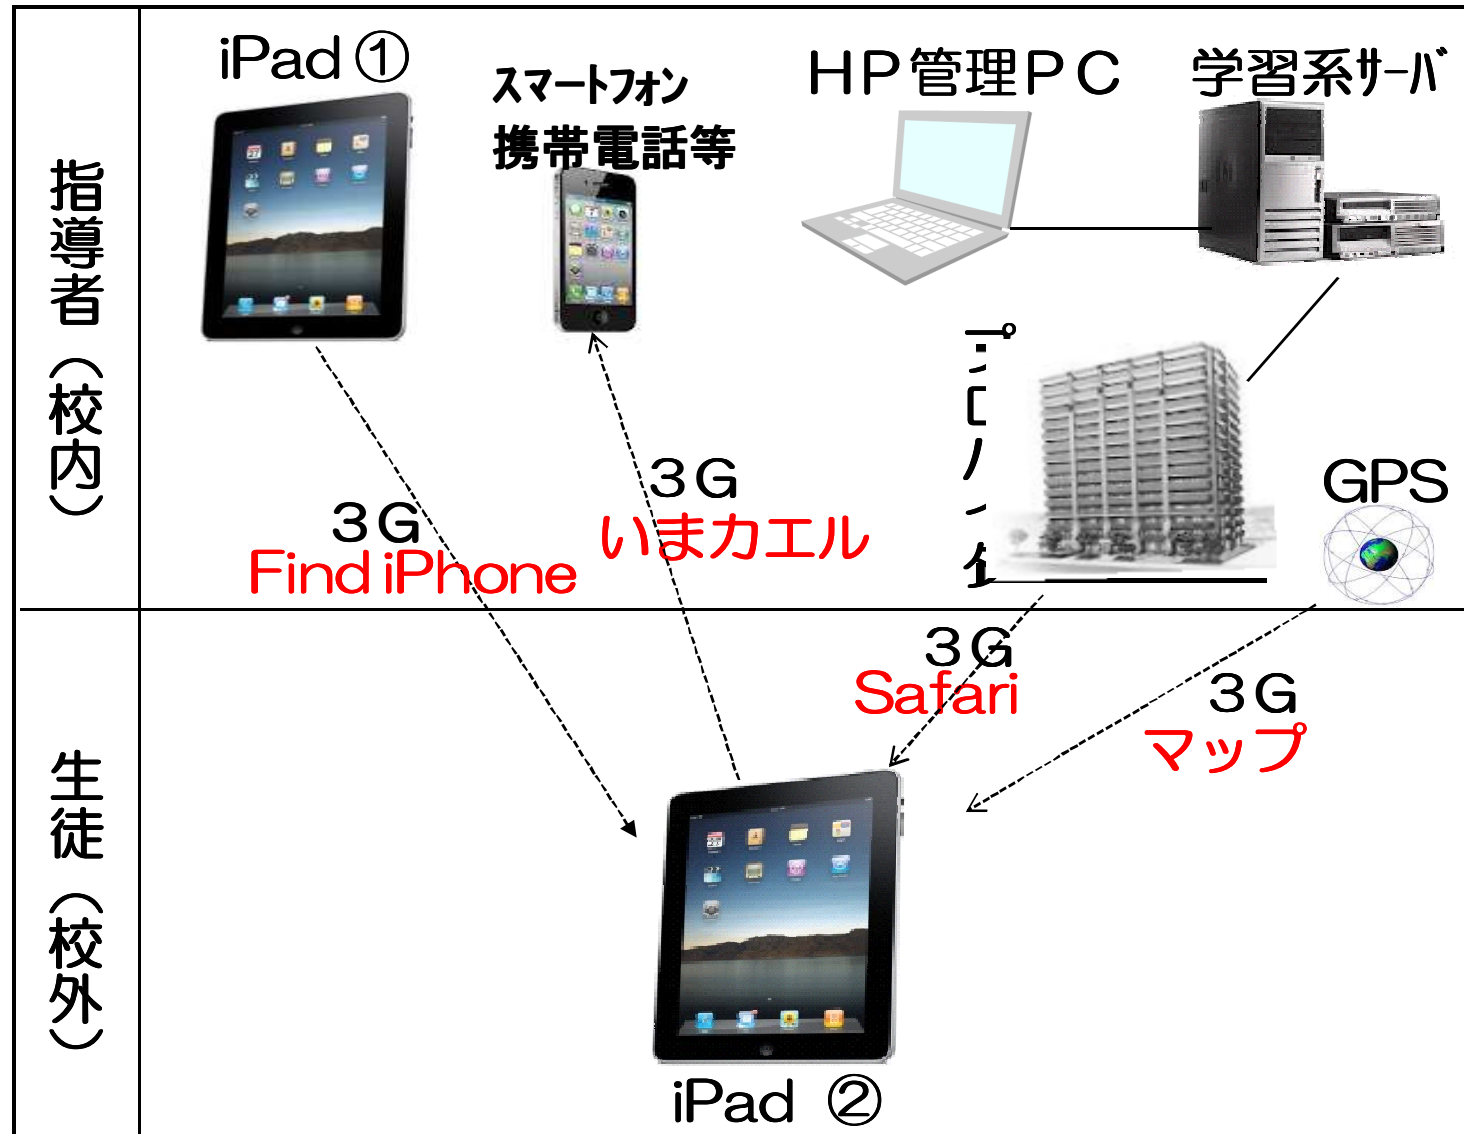 iPad ①
スマートフォン
携帯電話等
HP管理PC
学習系サーバ
指導者（校内）
3G
Find iPhone
3G
いまカエル
GPS
3G
Safari
3G
マップ
生徒（校外）
iPad ②